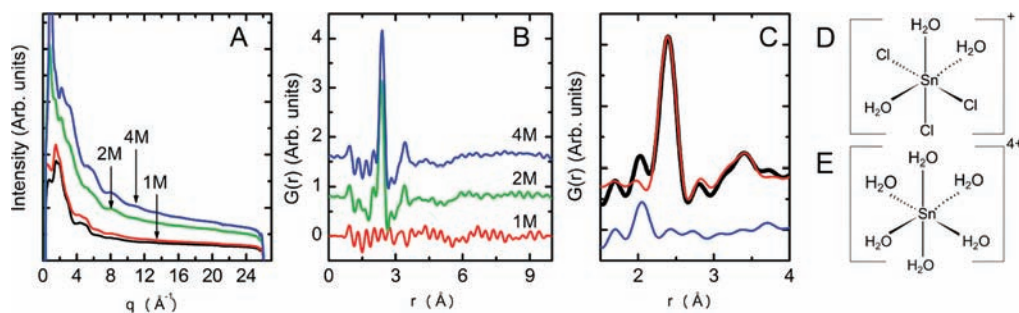 A
Intensity (Arb. units)
2M
4M
1M
0 4 8 12 16 20 24
q (Å⁻¹)
B
G(r) (Arb. units)
4
3
2
1
0
4M
2M
1M
0 3 6 9
r (Å)
C
G(r) (Arb. units)
2 3 4
r (Å)
D
H₂O
+
Cl
H₂O
Sn
H₂O
Cl
Cl
E
4+
H₂O
H₂O
H₂O
Sn
H₂O
H₂O
H₂O